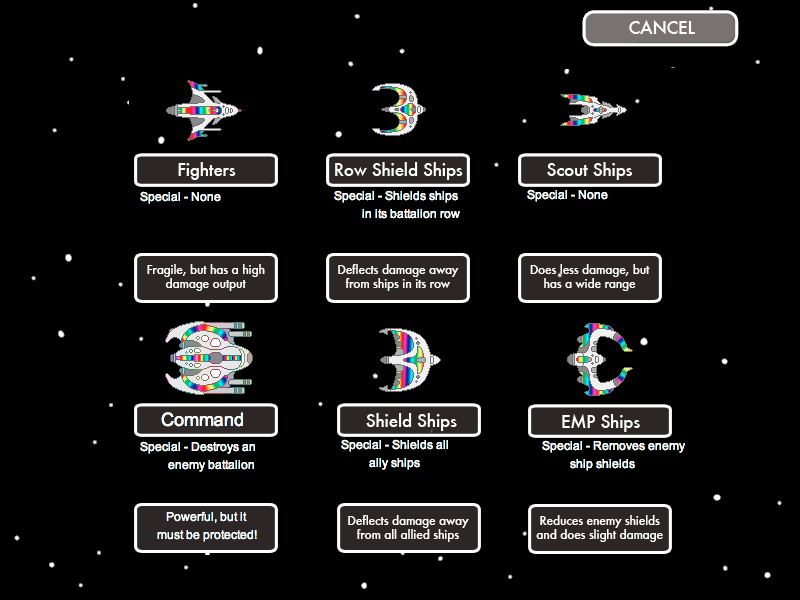 CANCEL
Fighters
Special - None
Fragile, but has a high
damage output
Row Shield Ships
Special - Shields ships
in its battalion row
Deflects damage away
from ships in its row
Scout Ships
Special - None
Does less damage, but
has a wide range
Command
Special - Destroys an
enemy battalion
Powerful, but it
must be protected!
Shield Ships
Special - Shields all
ally ships
Deflects damage away
from all allied ships
EMP Ships
Special - Removes enemy
ship shields
Reduces enemy shields
and does slight damage